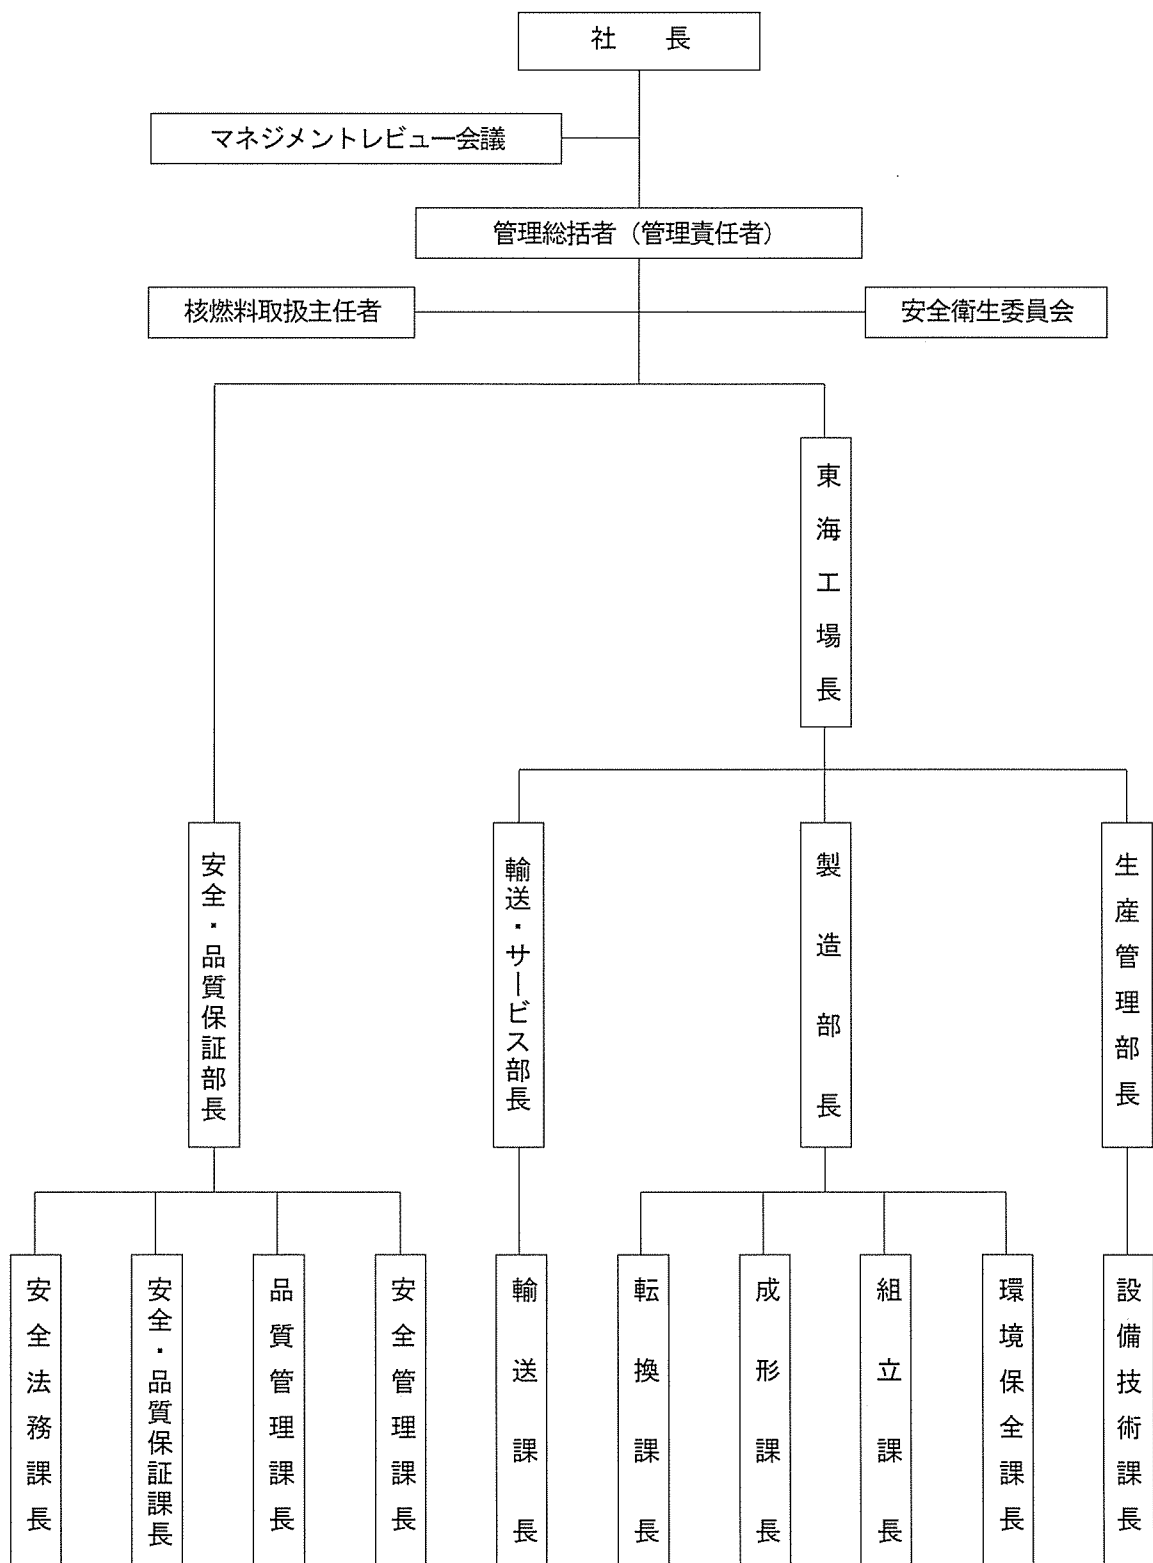 社　　長
マネジメントレビュー会議
管理総括者（管理責任者）
核燃料取扱主任者
安全衛生委員会
東海工場長
安全・品質保証部長
輸送・サービス部長
製造部長
生産管理部長
安全法務課長
安全・品質保証課長
品質管理課長
安全管理課長
輸送課長
転換課長
成形課長
組立課長
環境保全課長
設備技術課長